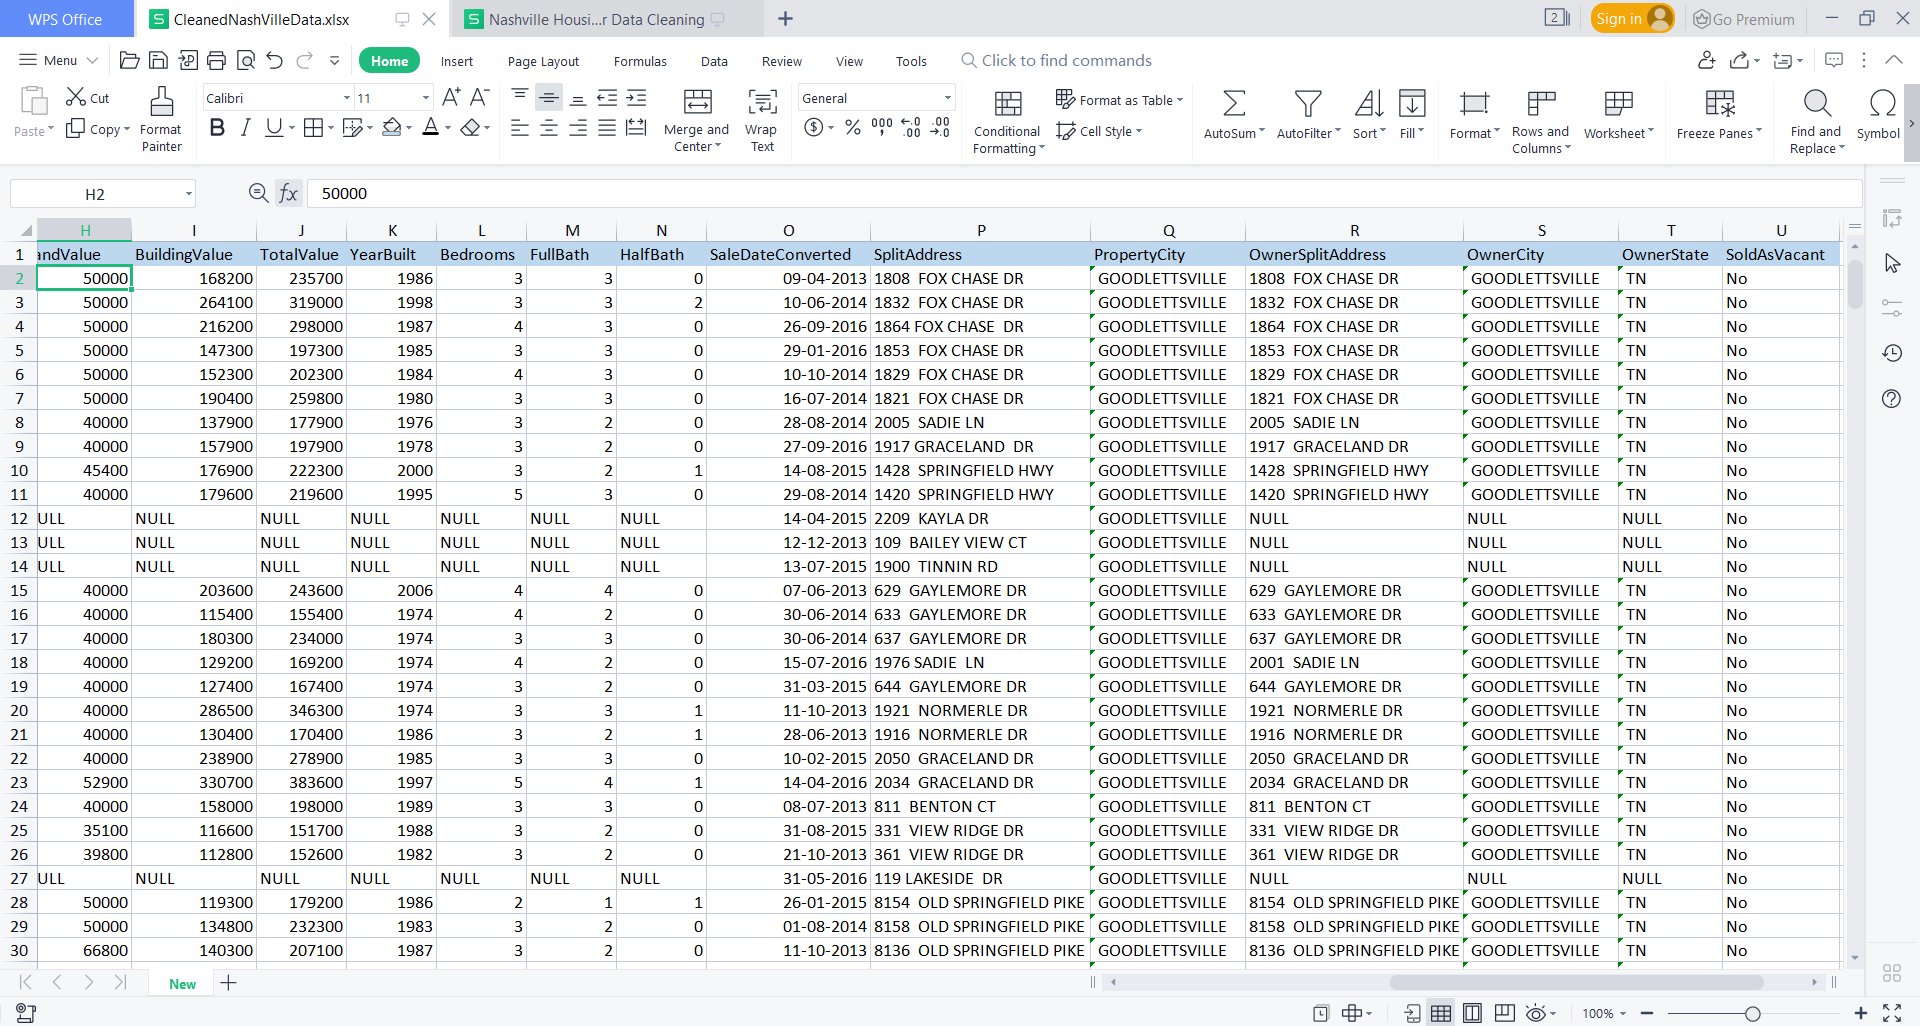 WPS Office CleanedNashVilleData.xlsx Nashville Housi...r Data Cleaning 2 Sign in Go Premium
Menu Home Insert Page Layout Formulas Data Review View Tools Click to find commands
Paste Cut Copy Format Painter Calibri 11 Merge and Center Wrap Text General Conditional Formatting Format as Table Cell Style AutoSum AutoFilter Sort Fill Format Rows and Columns Worksheet Freeze Panes Find and Replace Symbol
H2 fx 50000
H I J K L M N O P Q R S T U
1 andValue BuildingValue TotalValue YearBuilt Bedrooms FullBath HalfBath SaleDateConverted SplitAddress PropertyCity OwnerSplitAddress OwnerCity OwnerState SoldAsVacant
2 50000 168200 235700 1986 3 3 0 09-04-2013 1808 FOX CHASE DR GOODLETTSVILLE 1808 FOX CHASE DR GOODLETTSVILLE TN No
3 50000 264100 319000 1998 3 3 2 10-06-2014 1832 FOX CHASE DR GOODLETTSVILLE 1832 FOX CHASE DR GOODLETTSVILLE TN No
4 50000 216200 298000 1987 4 3 0 26-09-2016 1864 FOX CHASE DR GOODLETTSVILLE 1864 FOX CHASE DR GOODLETTSVILLE TN No
5 50000 147300 197300 1985 3 3 0 29-01-2016 1853 FOX CHASE DR GOODLETTSVILLE 1853 FOX CHASE DR GOODLETTSVILLE TN No
6 50000 152300 202300 1984 4 3 0 10-10-2014 1829 FOX CHASE DR GOODLETTSVILLE 1829 FOX CHASE DR GOODLETTSVILLE TN No
7 50000 190400 259800 1980 3 3 0 16-07-2014 1821 FOX CHASE DR GOODLETTSVILLE 1821 FOX CHASE DR GOODLETTSVILLE TN No
8 40000 137900 177900 1976 3 2 0 28-08-2014 2005 SADIE LN GOODLETTSVILLE 2005 SADIE LN GOODLETTSVILLE TN No
9 40000 157900 197900 1978 3 2 0 27-09-2016 1917 GRACELAND DR GOODLETTSVILLE 1917 GRACELAND DR GOODLETTSVILLE TN No
10 45400 176900 222300 2000 3 2 1 14-08-2015 1428 SPRINGFIELD HWY GOODLETTSVILLE 1428 SPRINGFIELD HWY GOODLETTSVILLE TN No
11 40000 179600 219600 1995 5 3 0 29-08-2014 1420 SPRINGFIELD HWY GOODLETTSVILLE 1420 SPRINGFIELD HWY GOODLETTSVILLE TN No
12 ULL NULL NULL NULL NULL NULL NULL 14-04-2015 2209 KAYLA DR GOODLETTSVILLE NULL NULL NULL No
13 ULL NULL NULL NULL NULL NULL NULL 12-12-2013 109 BAILEY VIEW CT GOODLETTSVILLE NULL NULL NULL No
14 ULL NULL NULL NULL NULL NULL NULL 13-07-2015 1900 TINNIN RD GOODLETTSVILLE NULL NULL NULL No
15 40000 203600 243600 2006 4 4 0 07-06-2013 629 GAYLEMORE DR GOODLETTSVILLE 629 GAYLEMORE DR GOODLETTSVILLE TN No
16 40000 115400 155400 1974 4 2 0 30-06-2014 633 GAYLEMORE DR GOODLETTSVILLE 633 GAYLEMORE DR GOODLETTSVILLE TN No
17 40000 180300 234000 1974 3 3 0 30-06-2014 637 GAYLEMORE DR GOODLETTSVILLE 637 GAYLEMORE DR GOODLETTSVILLE TN No
18 40000 129200 169200 1974 4 2 0 15-07-2016 1976 SADIE LN GOODLETTSVILLE 2001 SADIE LN GOODLETTSVILLE TN No
19 40000 127400 167400 1974 3 2 0 31-03-2015 644 GAYLEMORE DR GOODLETTSVILLE 644 GAYLEMORE DR GOODLETTSVILLE TN No
20 40000 286500 346300 1974 3 3 1 11-10-2013 1921 NORMERLE DR GOODLETTSVILLE 1921 NORMERLE DR GOODLETTSVILLE TN No
21 40000 130400 170400 1986 3 2 1 28-06-2013 1916 NORMERLE DR GOODLETTSVILLE 1916 NORMERLE DR GOODLETTSVILLE TN No
22 40000 238900 278900 1985 3 3 0 10-02-2015 2050 GRACELAND DR GOODLETTSVILLE 2050 GRACELAND DR GOODLETTSVILLE TN No
23 52900 330700 383600 1997 5 4 1 14-04-2016 2034 GRACELAND DR GOODLETTSVILLE 2034 GRACELAND DR GOODLETTSVILLE TN No
24 40000 158000 198000 1989 3 3 0 08-07-2013 811 BENTON CT GOODLETTSVILLE 811 BENTON CT GOODLETTSVILLE TN No
25 35100 116600 151700 1988 3 2 0 31-08-2015 331 VIEW RIDGE DR GOODLETTSVILLE 331 VIEW RIDGE DR GOODLETTSVILLE TN No
26 39800 112800 152600 1982 3 2 0 21-10-2013 361 VIEW RIDGE DR GOODLETTSVILLE 361 VIEW RIDGE DR GOODLETTSVILLE TN No
27 ULL NULL NULL NULL NULL NULL NULL 31-05-2016 119 LAKESIDE DR GOODLETTSVILLE NULL NULL NULL No
28 50000 119300 179200 1986 2 1 1 26-01-2015 8154 OLD SPRINGFIELD PIKE GOODLETTSVILLE 8154 OLD SPRINGFIELD PIKE GOODLETTSVILLE TN No
29 50000 134800 232300 1983 3 2 0 01-08-2014 8158 OLD SPRINGFIELD PIKE GOODLETTSVILLE 8158 OLD SPRINGFIELD PIKE GOODLETTSVILLE TN No
30 66800 140300 207100 1987 3 2 0 11-10-2013 8136 OLD SPRINGFIELD PIKE GOODLETTSVILLE 8136 OLD SPRINGFIELD PIKE GOODLETTSVILLE TN No
New
100%